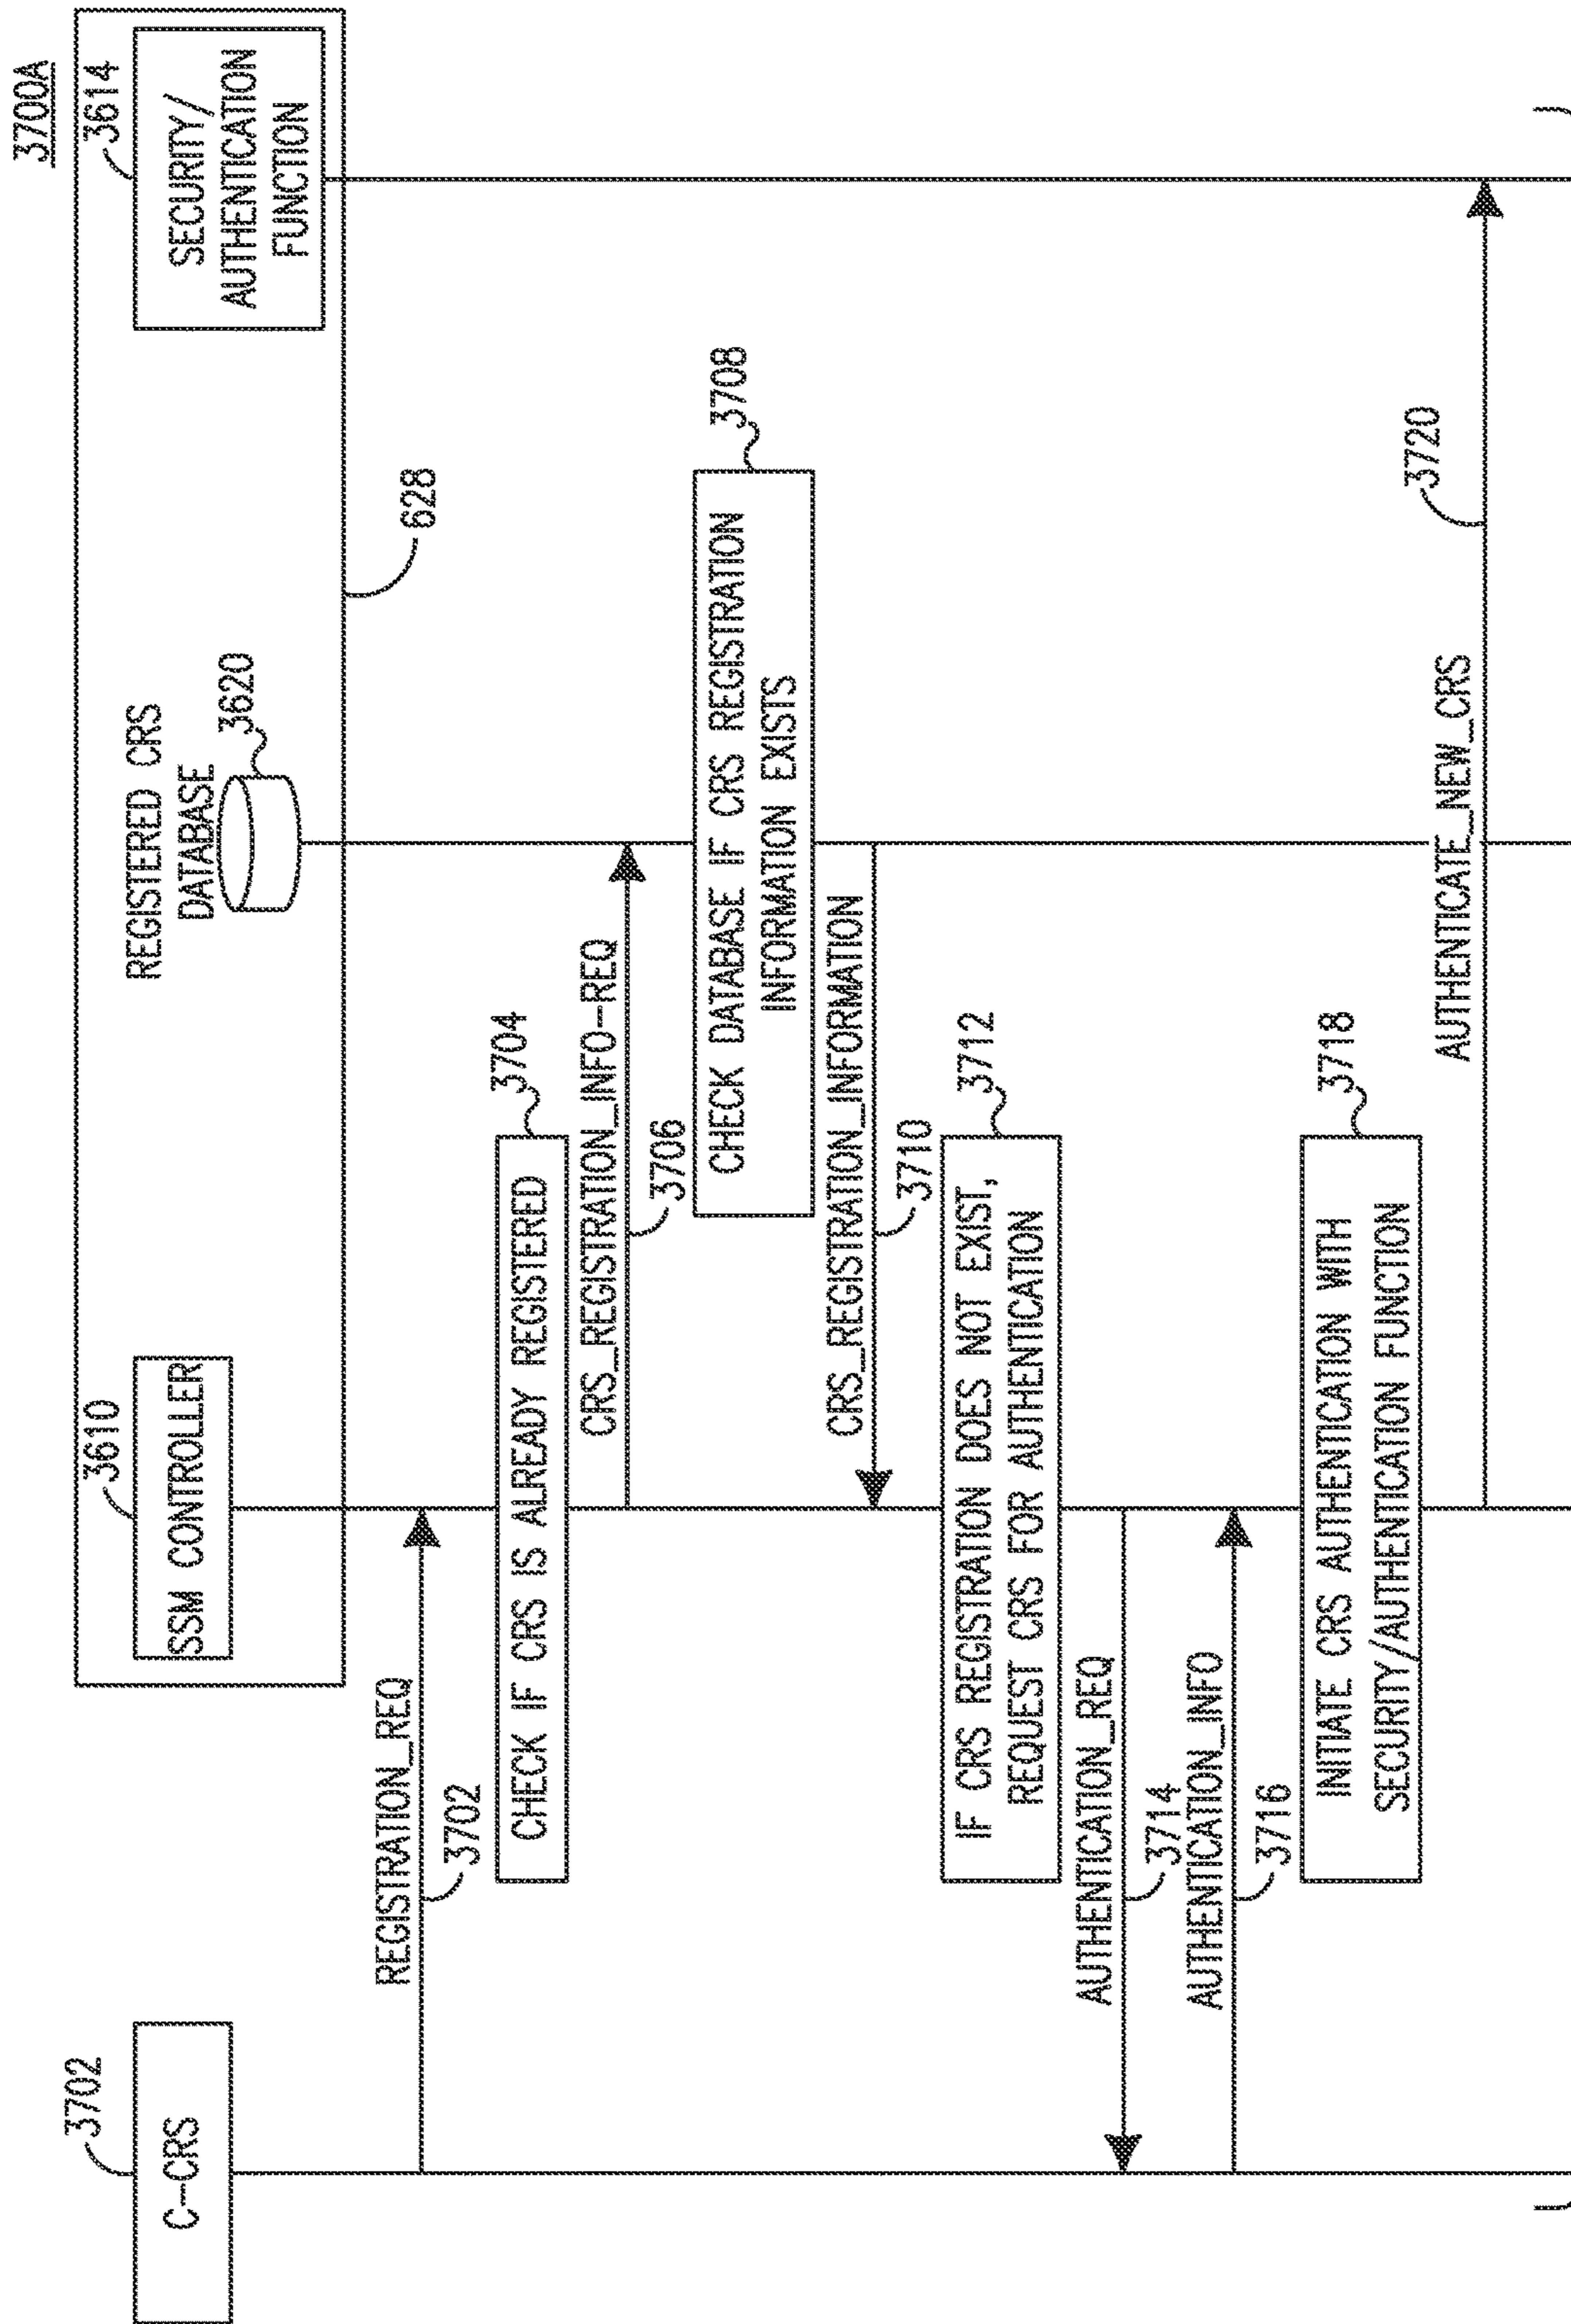 3700A
3702
C-CRS
3610
SSM CONTROLLER
REGISTERED CRS
DATABASE
3620
3614
SECURITY/
AUTHENTICATION
FUNCTION
628
REGISTRATION_REQ
3702
CHECK IF CRS IS ALREADY REGISTERED
3704
CRS_REGISTRATION_INFO-REQ
3706
CHECK DATABASE IF CRS REGISTRATION
INFORMATION EXISTS
3708
CRS_REGISTRATION_INFORMATION
3710
IF CRS REGISTRATION DOES NOT EXIST,
REQUEST CRS FOR AUTHENTICATION
3712
AUTHENTICATION_REQ
3714
AUTHENTICATION_INFO
3716
INITIATE CRS AUTHENTICATION WITH
SECURITY/AUTHENTICATION FUNCTION
3718
AUTHENTICATE_NEW_CRS
3720